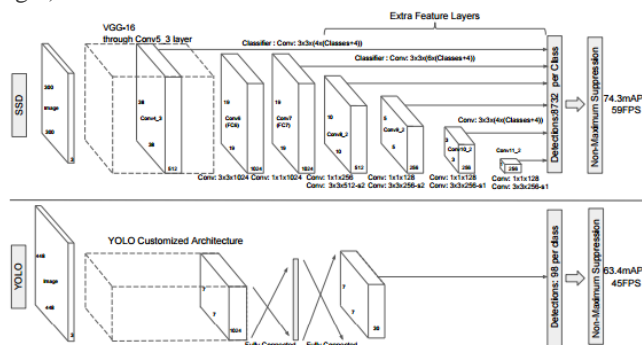 Extra Feature Layers
VGG-16
through Conv5_3 layer
Classifier : Conv: 3x3x(4x(Classes+4))
Classifier : Conv: 3x3x(6x(Classes+4))
SSD
300
Image
300
3
38
Conv4_3
38
512
19
Conv6
(FC6)
19
1024
19
Conv7
(FC7)
19
1024
10
Conv8_2
10
512
5
Conv9_2
5
256
Conv: 3x3x(4x(Classes+4))
3
Conv10_2
3
256
Conv11_2
256
Conv: 3x3x1024
Conv: 1x1x1024
Conv: 1x1x256
Conv: 3x3x512-s2
Conv: 1x1x128
Conv: 3x3x256-s2
Conv: 1x1x128
Conv: 3x3x256-s1
Conv: 1x1x128
Conv: 3x3x256-s1
Detections:8732 per Class
Non-Maximum Suppression
74.3mAP
59FPS
YOLO
448
Image
448
3
YOLO Customized Architecture
7
7
1024
Fully Connected
Fully Connected
7
7
30
Detections: 98 per class
Non-Maximum Suppression
63.4mAP
45FPS